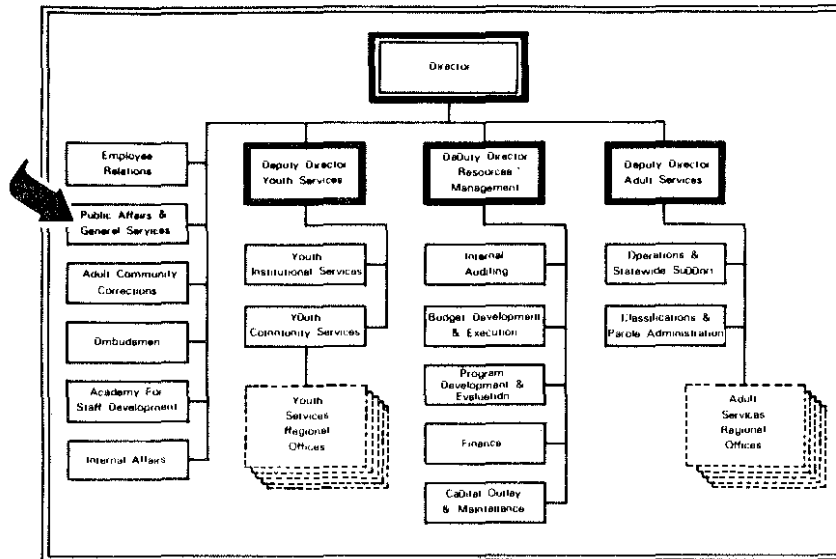 Director
Employee
Relations
Public Affairs &
General Services
Adult Community
Corrections
Ombudsmen
Academy For
Staff Development
Internal Affairs
Deputy Director
Youth Services
Youth
Institutional Services
Youth
Community Services
Youth
Services
Regional
Offices
Deputy Director
Resources
Management
Internal
Auditing
Budget Development
& Execution
Program
Development &
Evaluation
Finance
Capital Outlay
& Maintenance
Deputy Director
Adult Services
Operations &
Statewide Support
Classifications &
Parole Administration
Adult
Services
Regional
Offices